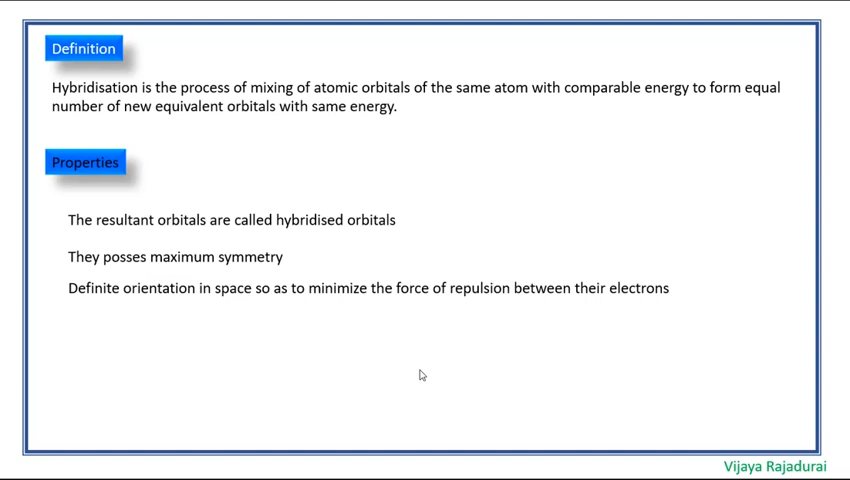 Definition
Hybridisation is the process of mixing of atomic orbitals of the same atom with comparable energy to form equal
number of new equivalent orbitals with same energy.
Properties
The resultant orbitals are called hybridised orbitals
They posses maximum symmetry
Definite orientation in space so as to minimize the force of repulsion between their electrons
Vijaya Rajadurai